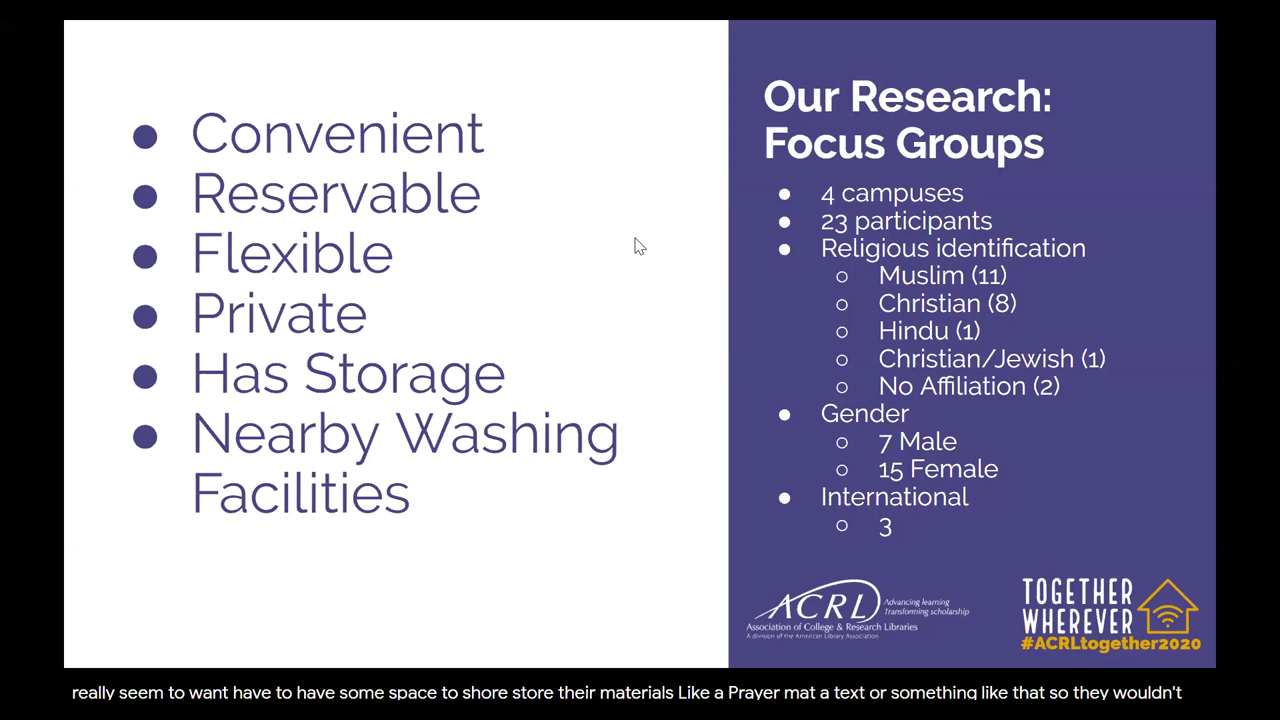 ● Convenient
● Reservable
● Flexible
● Private
● Has Storage
● Nearby Washing
Facilities
Our Research:
Focus Groups
● 4 campuses
● 23 participants
● Religious identification
○ Muslim (11)
○ Christian (8)
○ Hindu (1)
○ Christian/Jewish (1)
○ No Affiliation (2)
● Gender
○ 7 Male
○ 15 Female
● International
○ 3
ACRL
Advancing learning
Transforming scholarship
Association of College & Research Libraries
A division of the American Library Association
TOGETHER
WHEREVER
#ACRLtogether2020
really seem to want have to have some space to shore store their materials Like a Prayer mat a text or something like that so they wouldn't